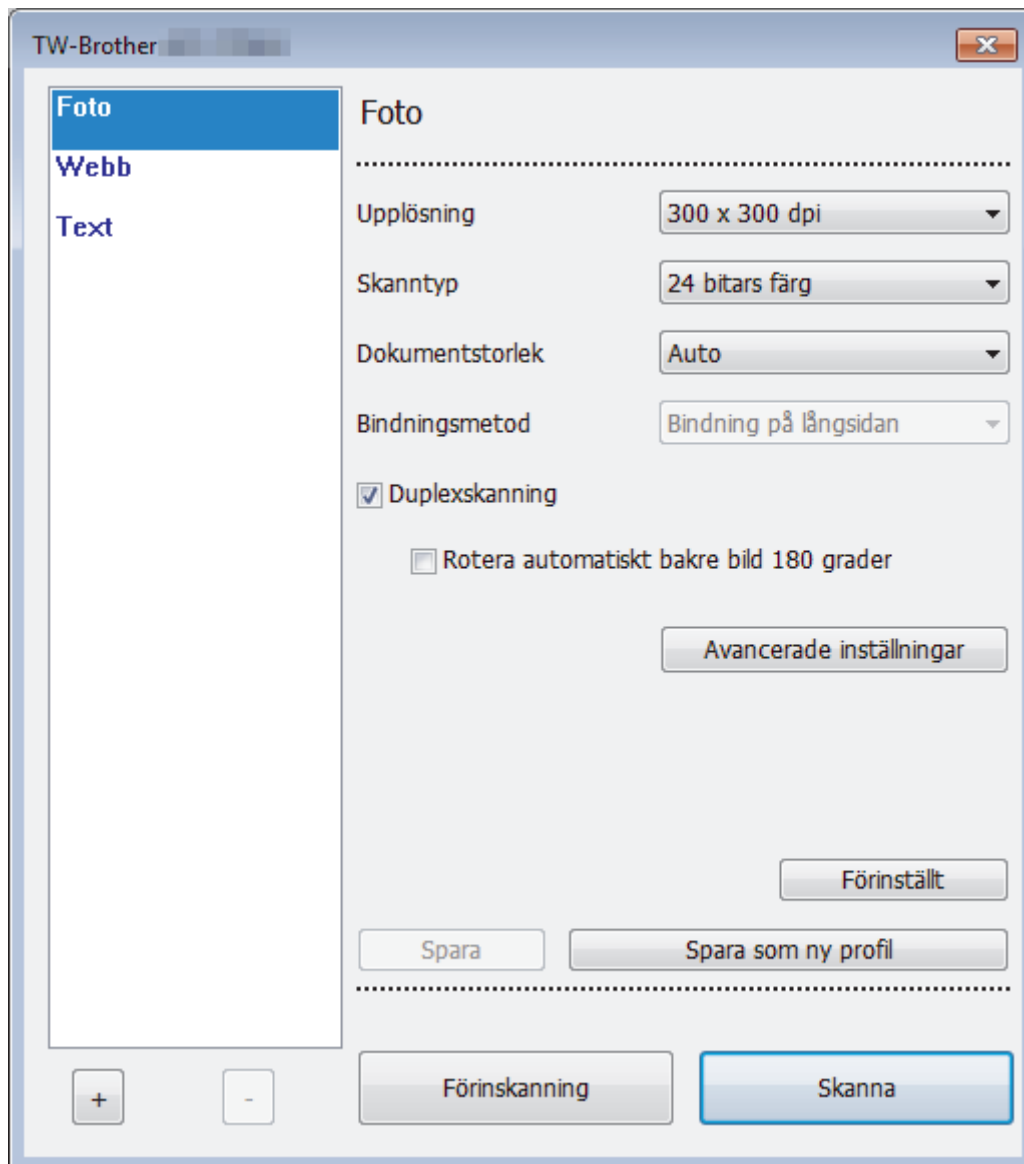 TW-Brother
Foto
Webb
Text
Foto
Upplösning 300 x 300 dpi
Skanntyp 24 bitars färg
Dokumentstorlek Auto
Bindningsmetod Bindning på långsidan
Duplexskanning
Rotera automatiskt bakre bild 180 grader
Avancerade inställningar
Förinställt
Spara Spara som ny profil
+ - Förinskanning Skanna